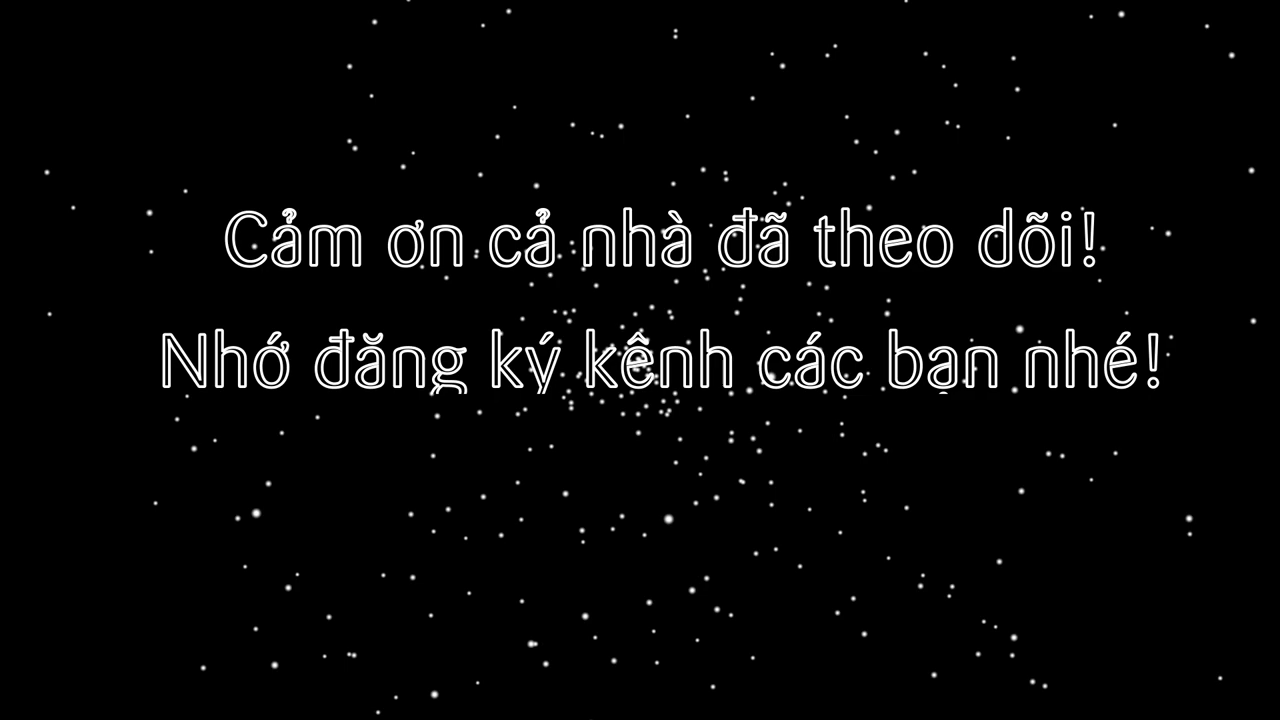 Cảm ơn cả nhà đã theo dõi!
Nhớ đăng ký kênh các bạn nhé!